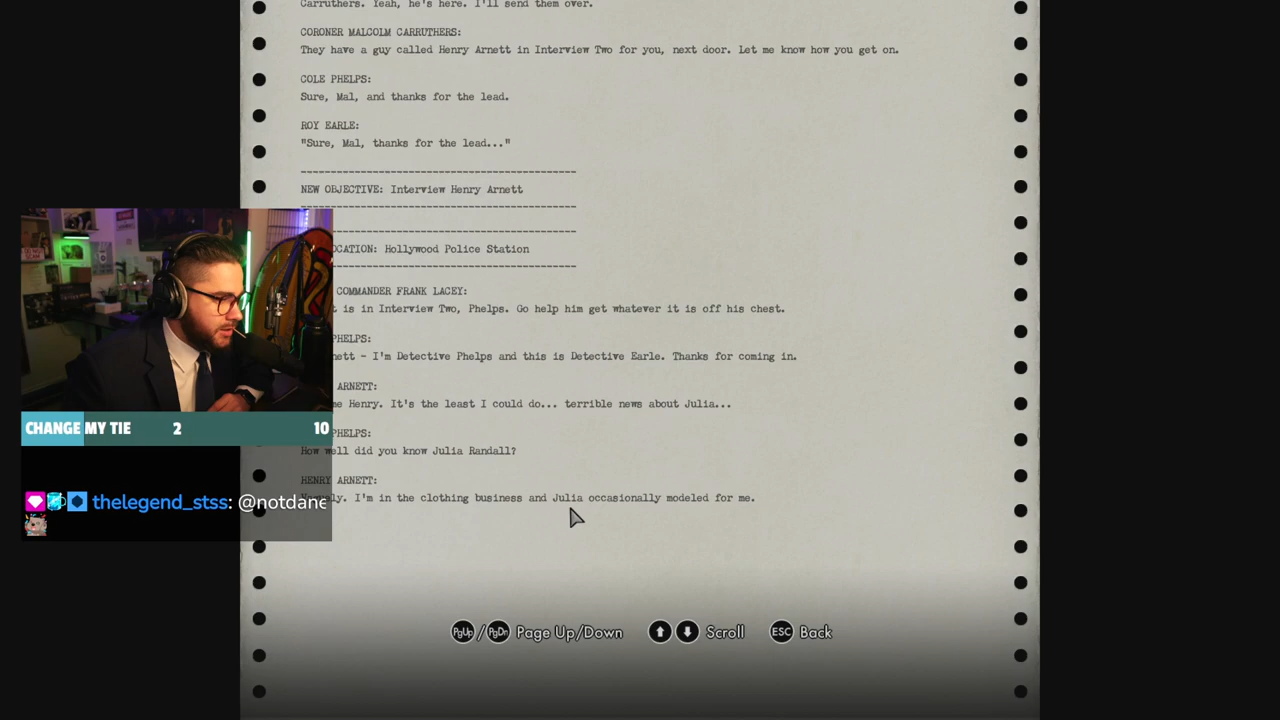 Carruthers. Yeah, he's here. I'll send them over.
CORONER MALCOLM CARRUTHERS:
They have a guy called Henry Arnett in Interview Two for you, next door. Let me know how you get on.
COLE PHELPS:
Sure, Mal, and thanks for the lead.
ROY EARLE:
"Sure, Mal, thanks for the lead..."
NEW OBJECTIVE: Interview Henry Arnett
CATION: Hollywood Police Station
COMMANDER FRANK LACEY:
t is in Interview Two, Phelps. Go help him get whatever it is off his chest.
PHELPS:
nett - I'm Detective Phelps and this is Detective Earle. Thanks for coming in.
ARNETT:
me Henry. It's the least I could do... terrible news about Julia...
PHELPS:
How well did you know Julia Randall?
HENRY ARNETT:
I'm in the clothing business and Julia occasionally modeled for me.
CHANGE MY TIE 2 10
thelegend_stss: @notdane
PgUp / PgDn Page Up/Down Scroll ESC Back